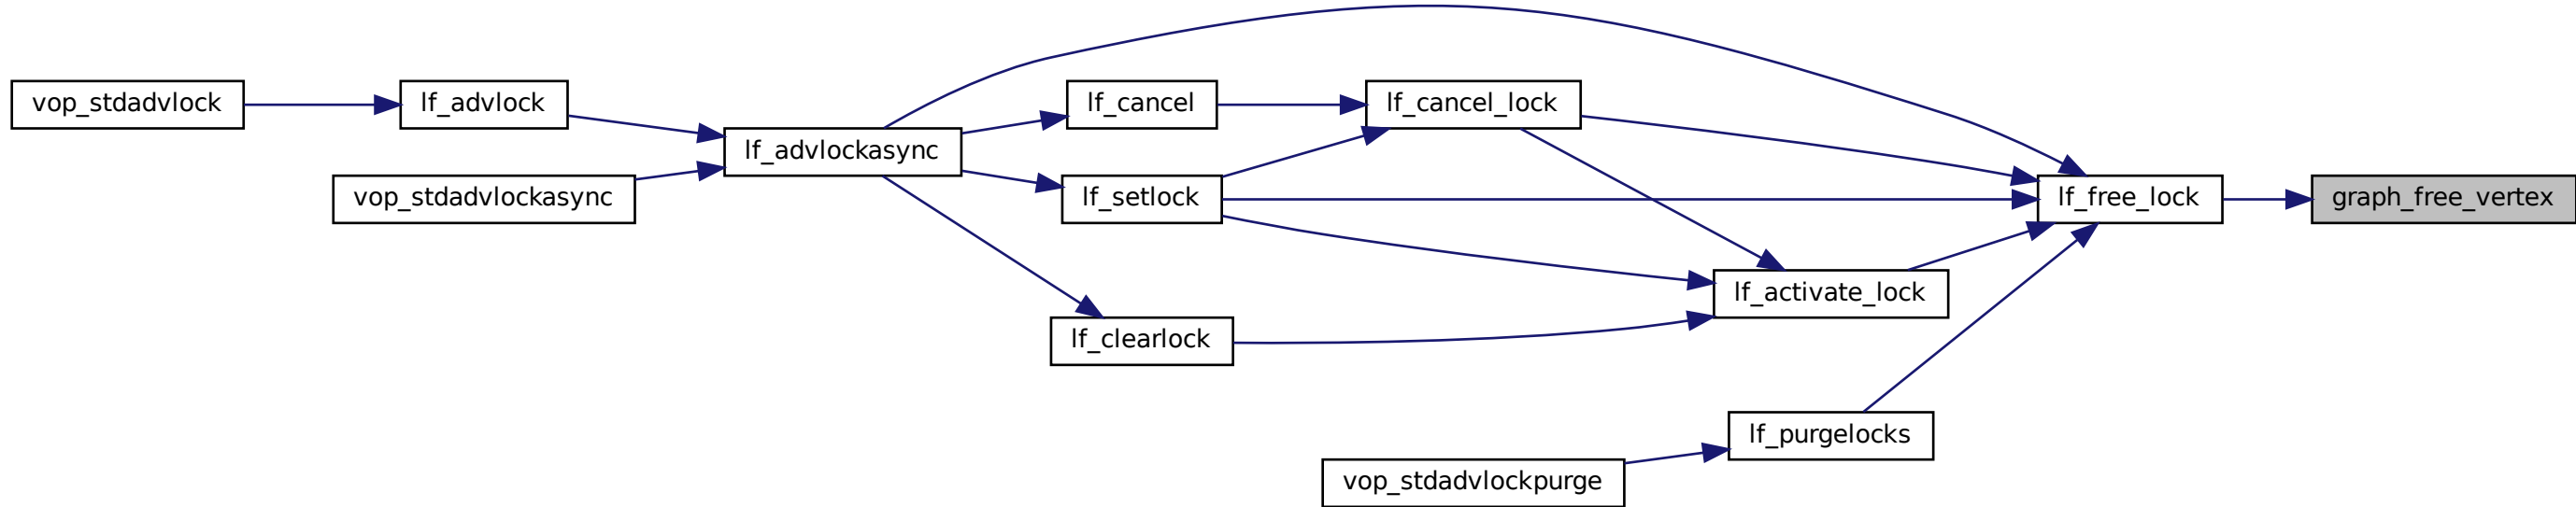 vop_stdadvlock
lf_advlock
vop_stdadvlockasync
lf_advlockasync
lf_cancel
lf_setlock
lf_clearlock
lf_cancel_lock
lf_activate_lock
lf_purgelocks
vop_stdadvlockpurge
lf_free_lock
graph_free_vertex